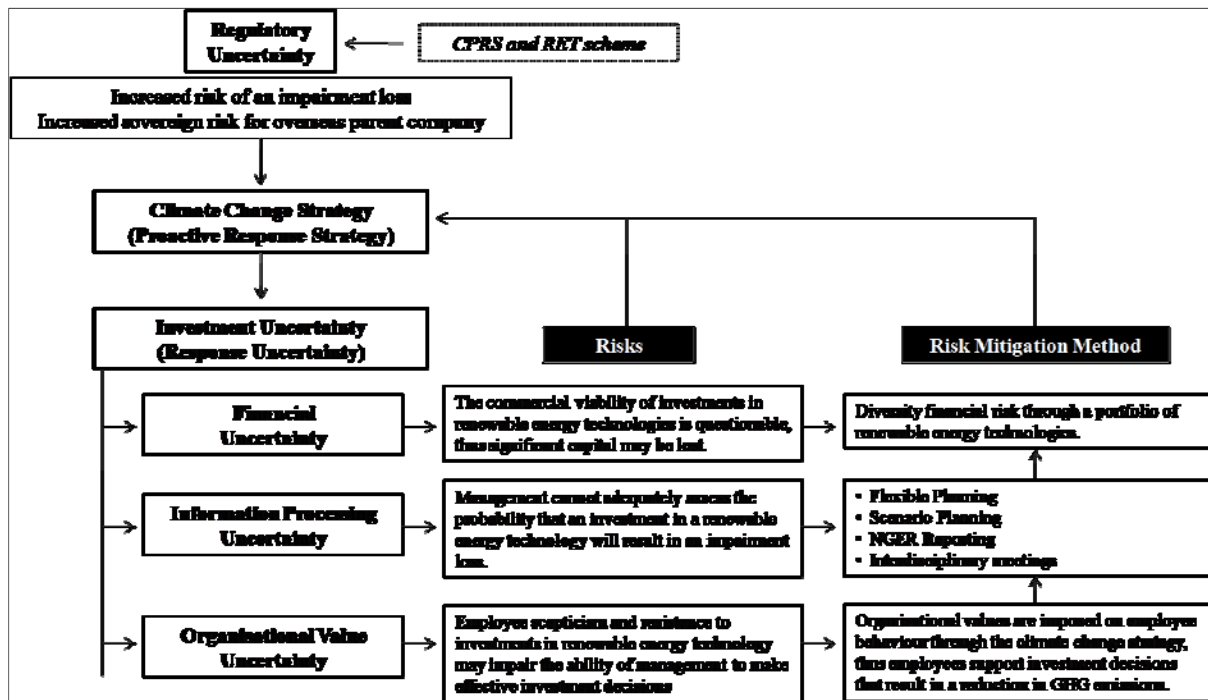 Regulatory
Uncertainty
CPRS and RET scheme
Increased risk of an impairment loss
Increased sovereign risk for overseas parent company
Climate Change Strategy
(Proactive Response Strategy)
Investment Uncertainty
(Response Uncertainty)
Risks
Risk Mitigation Method
Financial
Uncertainty
The commercial viability of investments in
renewable energy technologies is questionable,
thus significant capital may be lost.
Diversify financial risk through a portfolio of
renewable energy technologies.
Information Processing
Uncertainty
Management cannot adequately assess the
probability that an investment in a renewable
energy technology will result in an impairment
loss.
• Flexible Planning
• Scenario Planning
• NGER Reporting
• Interdisciplinary meetings
Organisational Value
Uncertainty
Employee scepticism and resistance to
investments in renewable energy technology
may impair the ability of management to make
effective investment decisions
Organisational values are imposed on employee
behaviour through the climate change strategy,
thus employees support investment decisions
that result in a reduction in GHG emissions.